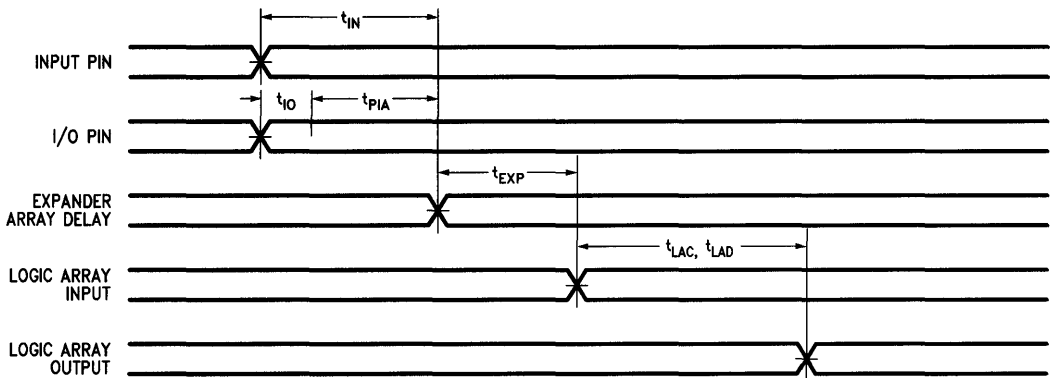 t_IN
INPUT PIN
t_IO t_PIA
I/O PIN
t_EXP
EXPANDER
ARRAY DELAY
t_LAC, t_LAD
LOGIC ARRAY
INPUT
LOGIC ARRAY
OUTPUT